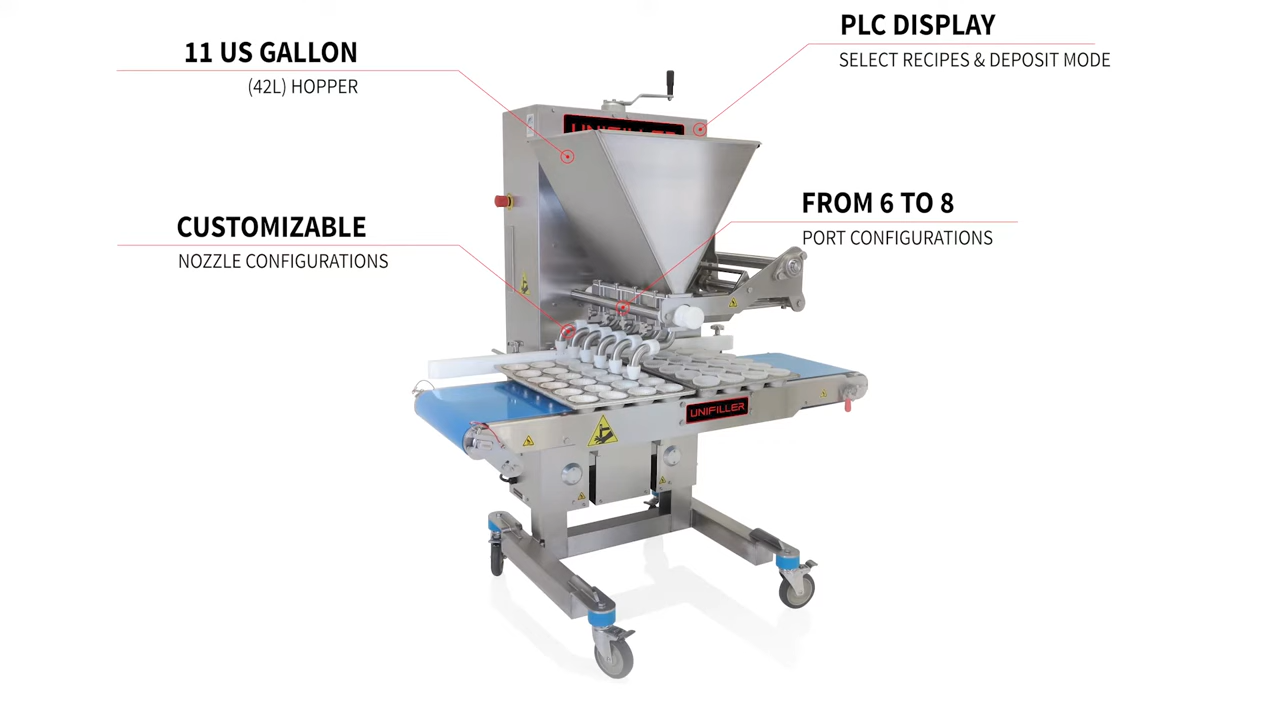 11 US GALLON
(42L) HOPPER
PLC DISPLAY
SELECT RECIPES & DEPOSIT MODE
UNIFILLER
CUSTOMIZABLE
NOZZLE CONFIGURATIONS
FROM 6 TO 8
PORT CONFIGURATIONS
UNIFILLER